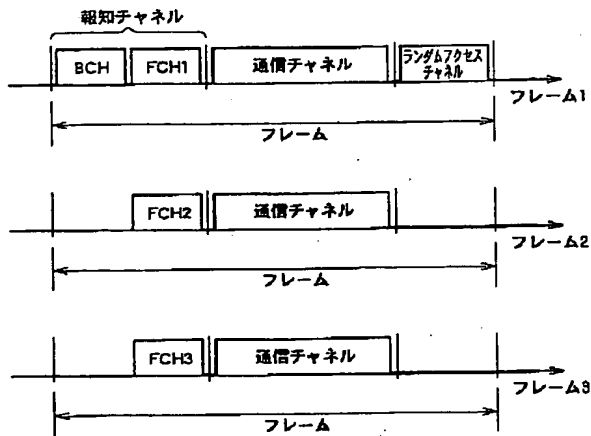 報知チャネル
BCH
FCH1
通信チャネル
ランダムアクセス
チャネル
フレーム1
フレーム
FCH2
通信チャネル
フレーム2
フレーム
FCH3
通信チャネル
フレーム3
フレーム